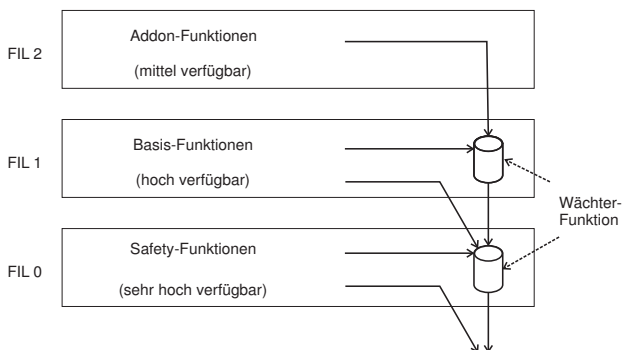 FIL 2
Addon-Funktionen
(mittel verfügbar)
FIL 1
Basis-Funktionen
(hoch verfügbar)
Wächter-
Funktion
FIL 0
Safety-Funktionen
(sehr hoch verfügbar)